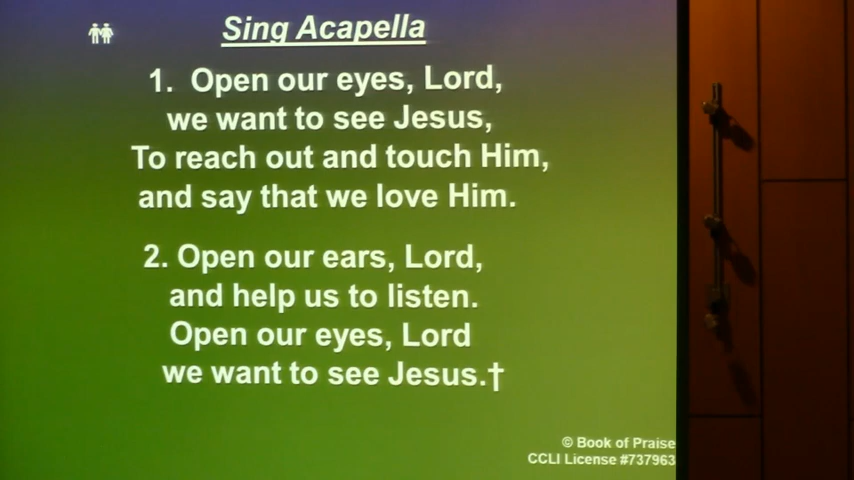 Sing Acapella
1. Open our eyes, Lord,
we want to see Jesus,
To reach out and touch Him,
and say that we love Him.
2. Open our ears, Lord,
and help us to listen.
Open our eyes, Lord
we want to see Jesus.†
© Book of Praise
CCLI License #737963